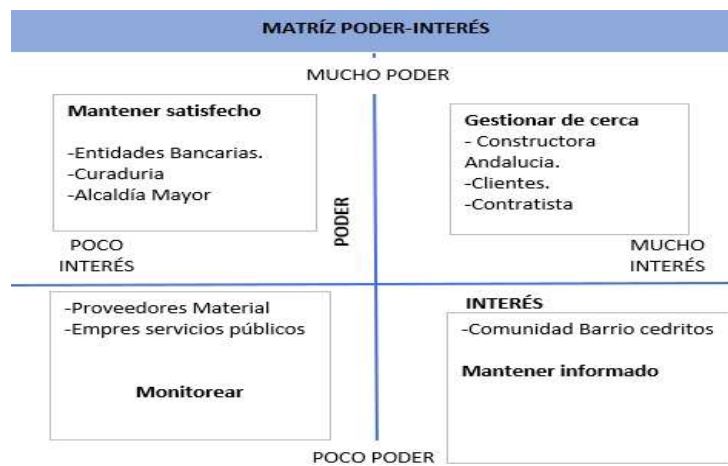 MATRÍZ PODER-INTERÉS
MUCHO PODER
Mantener satisfecho
-Entidades Bancarias.
-Curaduria
-Alcaldía Mayor
Gestionar de cerca
- Constructora
Andalucia.
-Clientes.
-Contratista
PODER
POCO
INTERÉS
MUCHO
INTERÉS
-Proveedores Material
-Empres servicios públicos
Monitorear
INTERÉS
-Comunidad Barrio cedritos
Mantener informado
POCO PODER